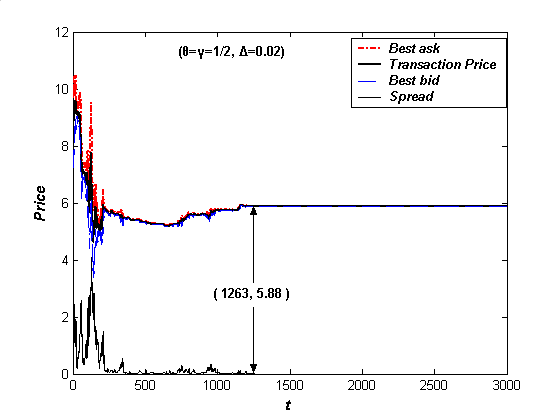 12
(θ=γ=1/2, Δ=0.02)
Best ask
Transaction Price
Best bid
Spread
10
8
Price
6
4
( 1263, 5.88 )
2
0
0 500 1000 1500 2000 2500 3000
t